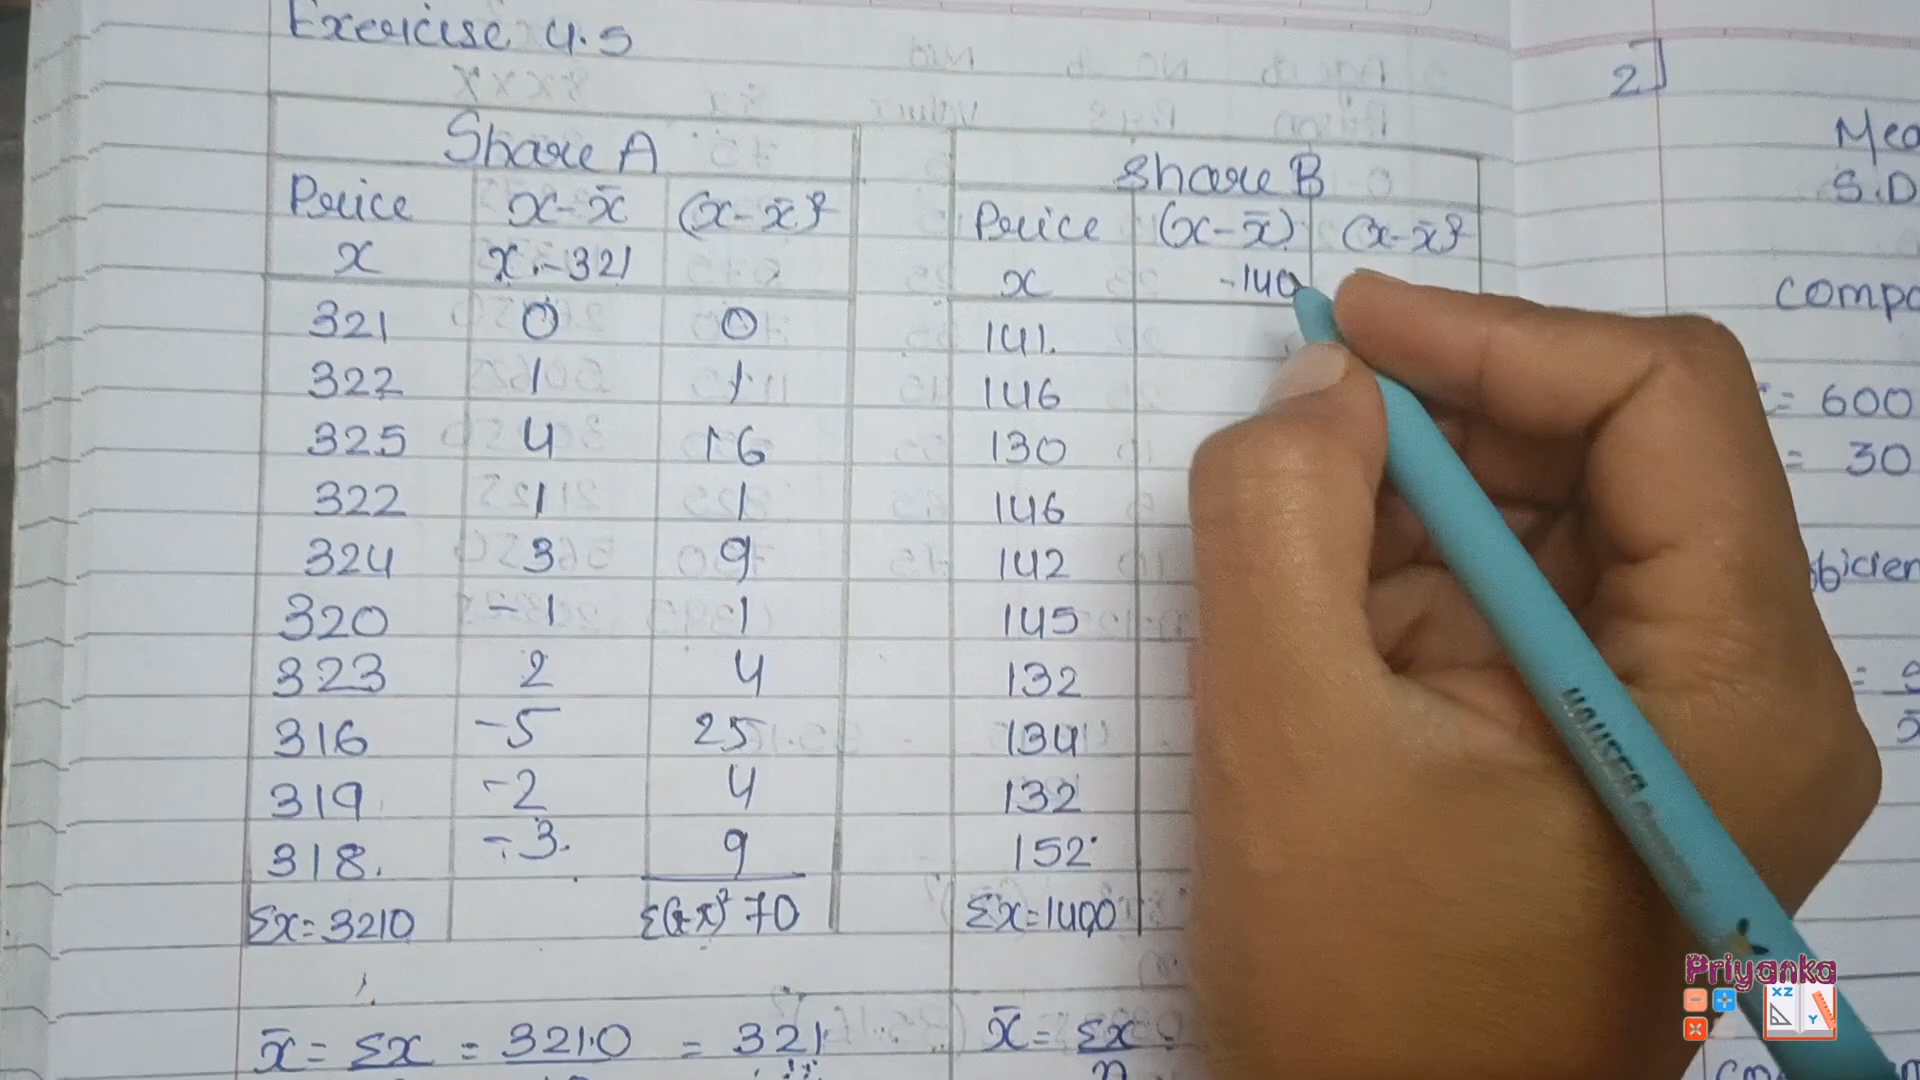 Exercise 4.5
Share A
Price x-x̄ (x-x̄)²
x x-321
321 0 0
322 1 1
325 4 16
322 1 1
324 3 9
320 -1 1
323 2 4
316 -5 25
319 -2 4
318. -3. 9
Σx=3210 Σ(x-x̄)² 70
x̄ = Σx = 3210 = 321
Share B
Price (x-x̄) (x-x̄)²
x -140
141.
146
130
146
142
145
132
134
132
152
Σx=1400
x̄ = Σx
n
2]
S.D
= 600
= 30
HAUSER
Priyanka
XZ
Y